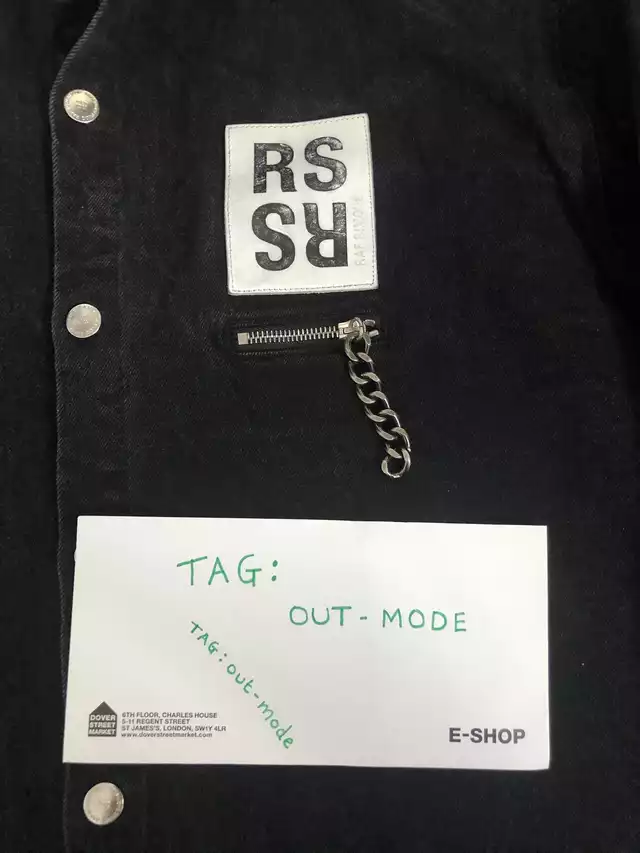 RS
RS
RAF SIMONS
TAG:
OUT-MODE
TAG: out-mode
DOVER
STREET
MARKET
6TH FLOOR, CHARLES HOUSE
5-11 REGENT STREET
ST JAMES'S, LONDON, SW1Y 4LR
www.doverstreetmarket.com
E-SHOP